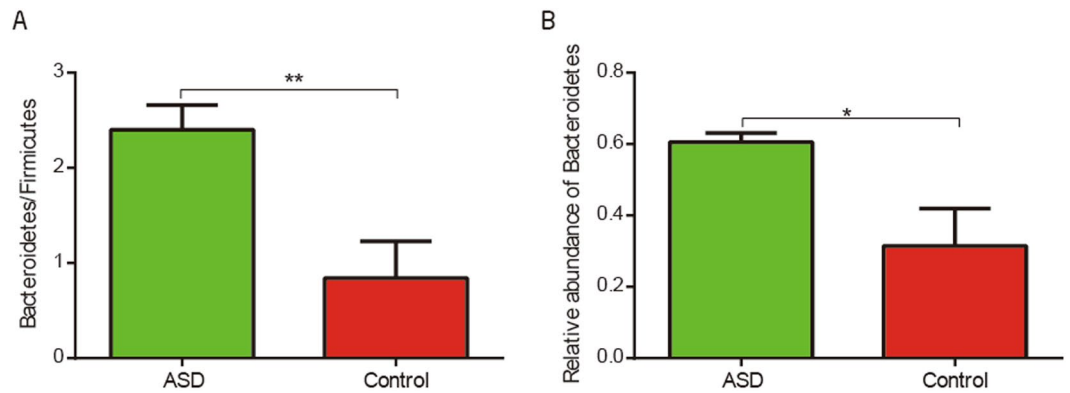 A
Bacteroidetes/Firmicutes
3
2
1
0
**
ASD
Control
B
Relative abundance of Bacteroidetes
0.8
0.6
0.4
0.2
0.0
*
ASD
Control